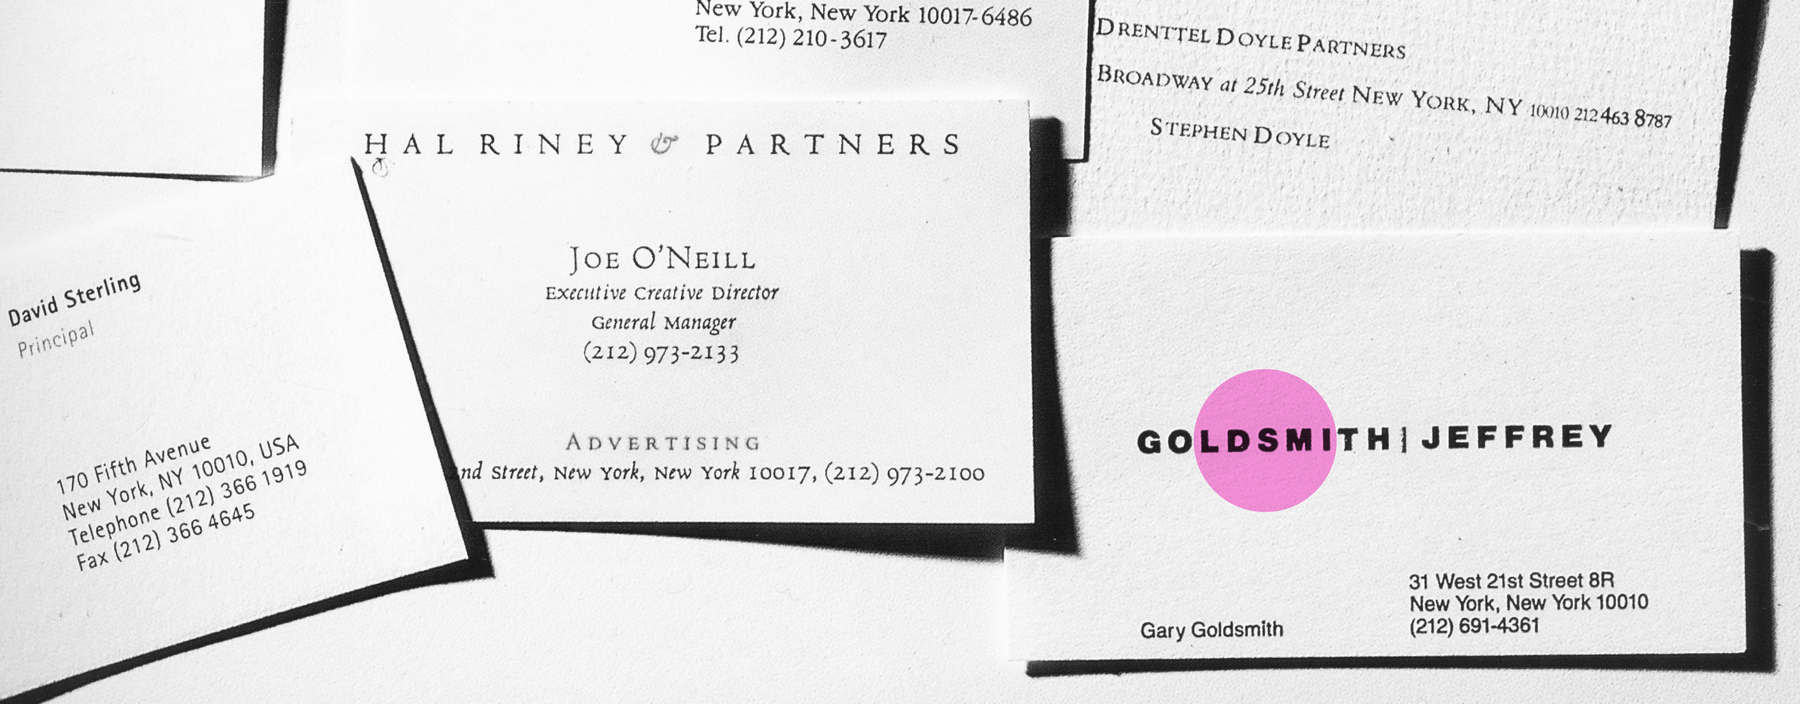 New York, New York 10017-6486
Tel. (212) 210-3617
DRENTTEL DOYLE PARTNERS
BROADWAY at 25th Street NEW YORK, NY 10010 212 463 8787
STEPHEN DOYLE
HAL RINEY & PARTNERS
JOE O'NEILL
Executive Creative Director
General Manager
(212) 973-2133
ADVERTISING
Street, New York, New York 10017, (212) 973-2100
David Sterling
Principal
170 Fifth Avenue
New York, NY 10010, USA
Telephone (212) 366 1919
Fax (212) 366 4645
GOLDSMITH | JEFFREY
Gary Goldsmith
31 West 21st Street 8R
New York, New York 10010
(212) 691-4361